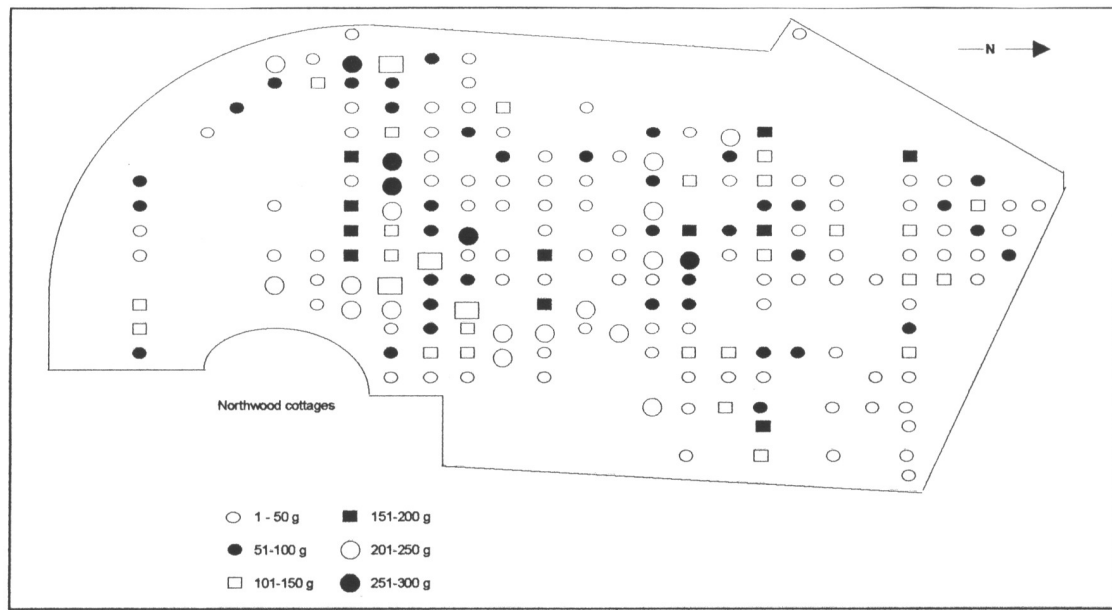 N
Northwood cottages
1 - 50 g
51-100 g
101-150 g
151-200 g
201-250 g
251-300 g